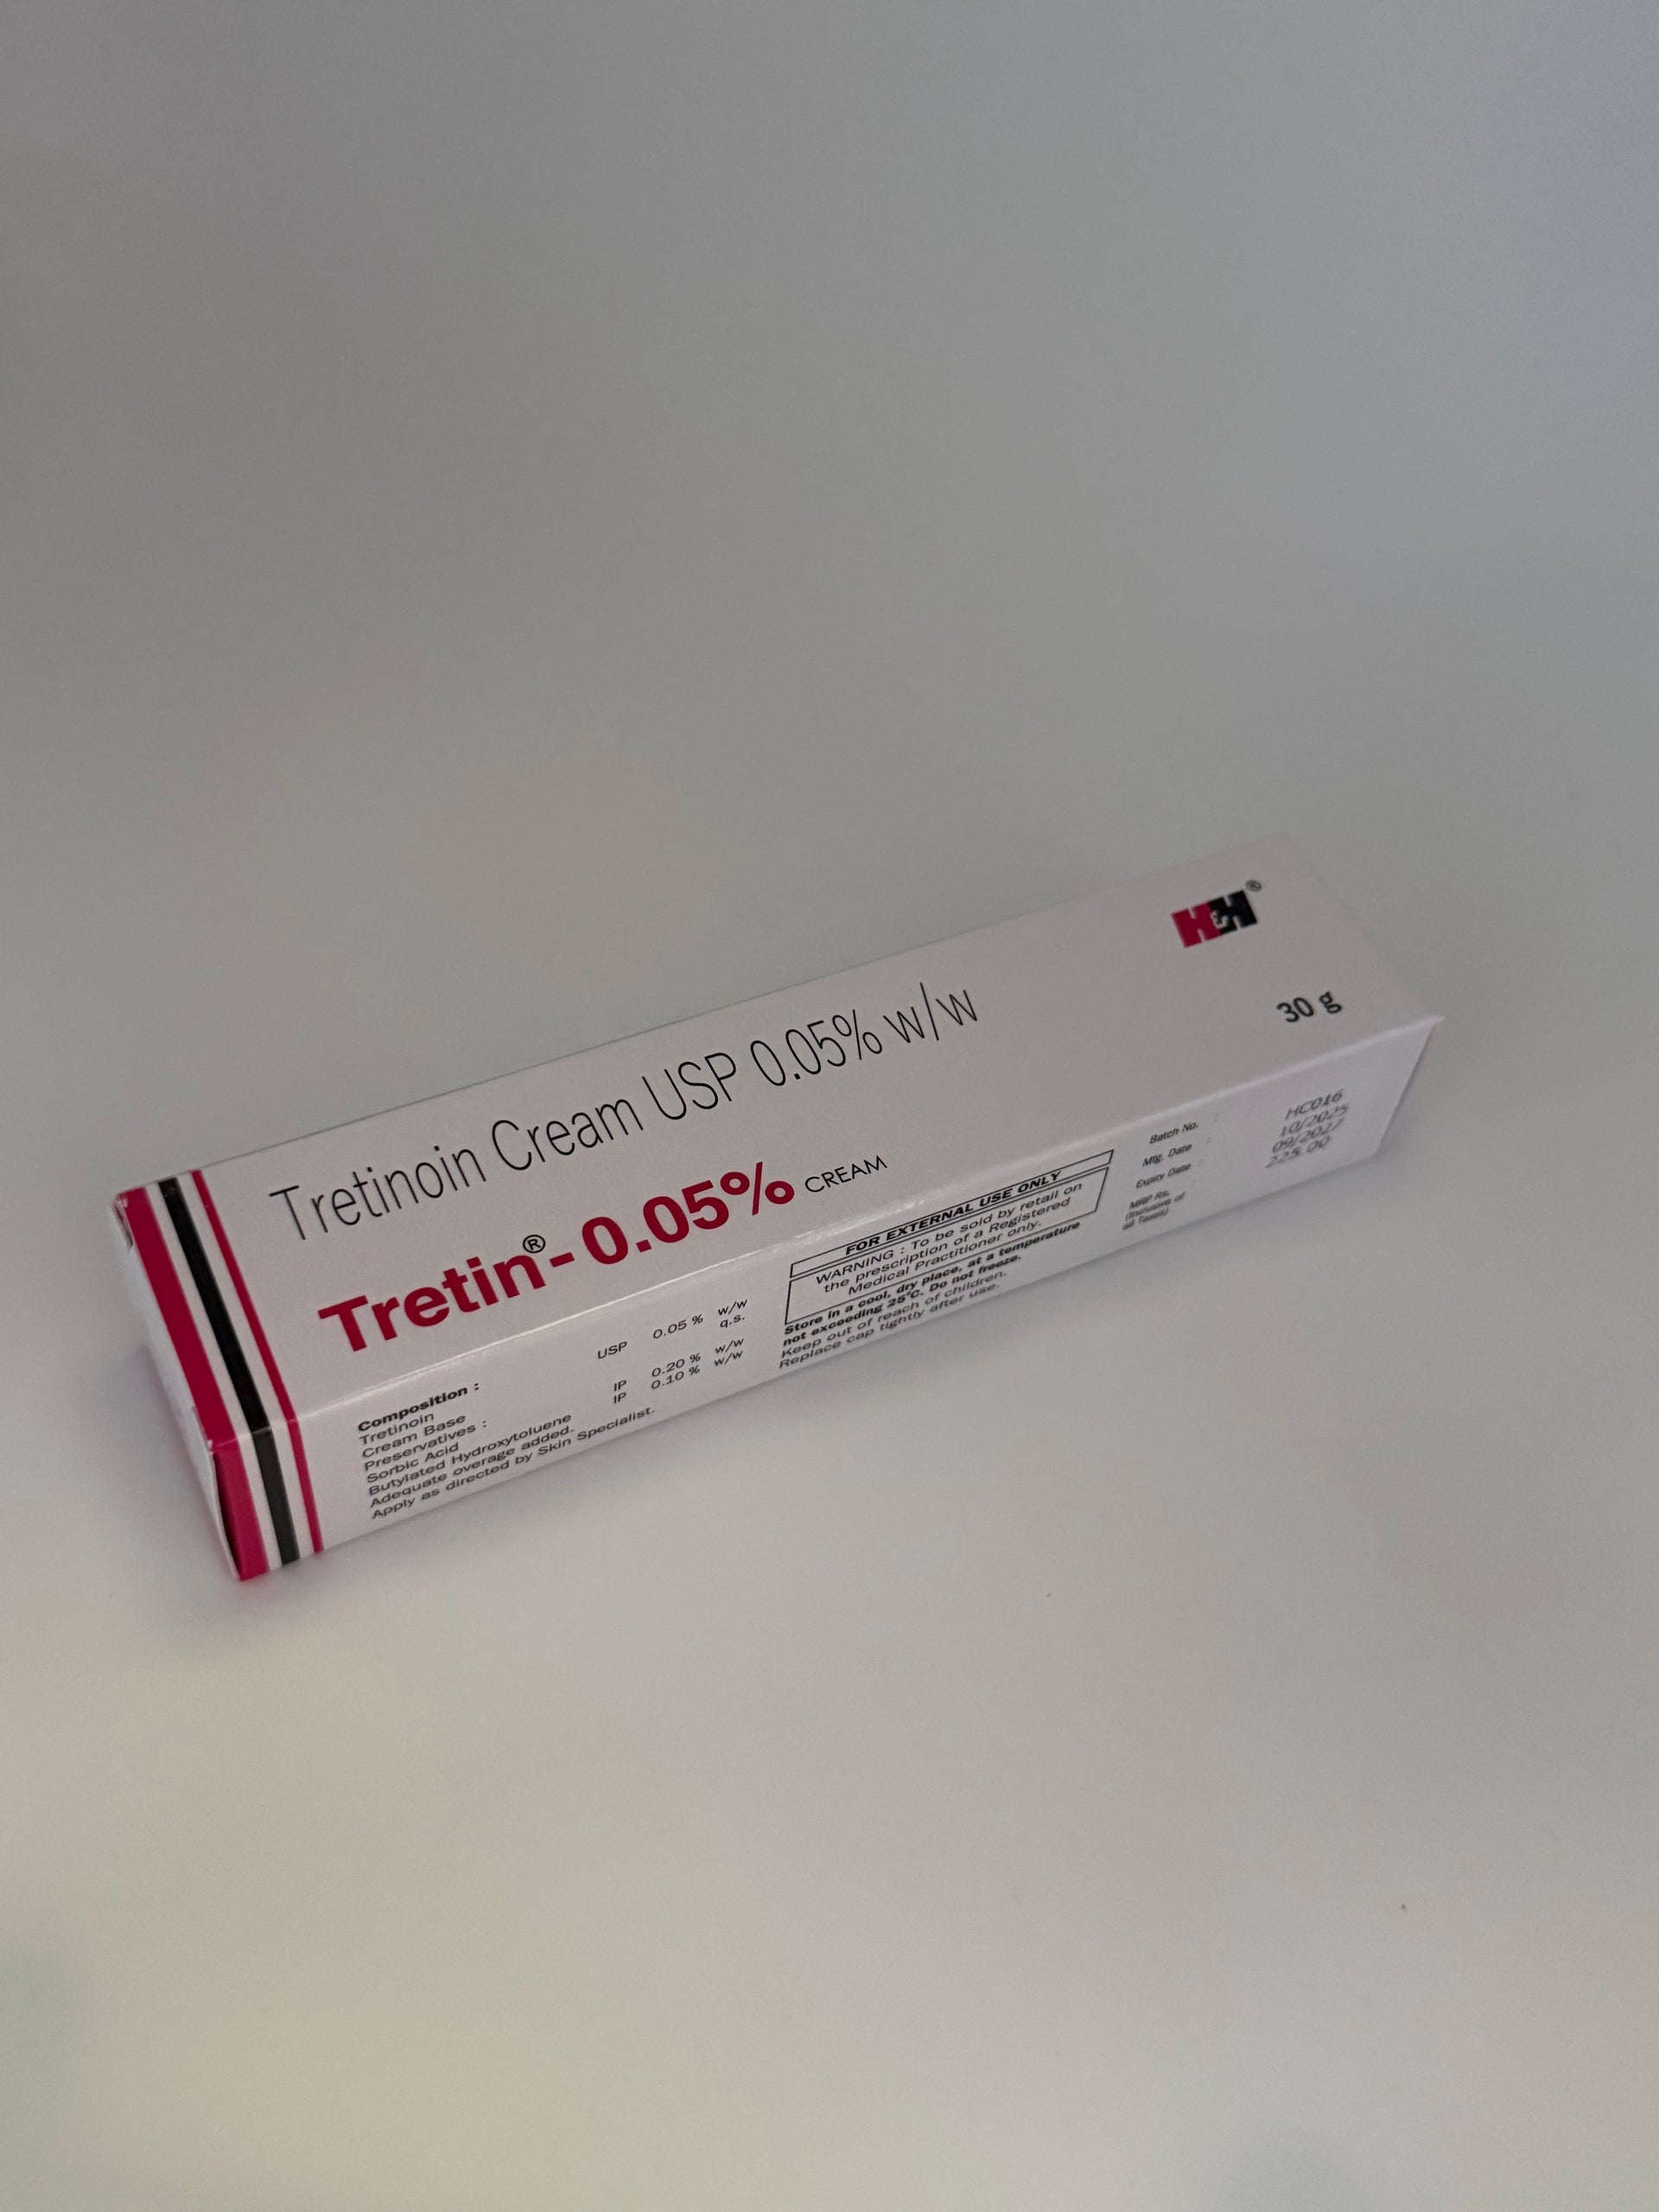 H&H®
30 g
Tretinoin Cream USP 0.05% w/w
Tretin®-0.05% CREAM
Composition :
Tretinoin USP 0.05 % w/w
Cream Base q.s.
Preservatives :
Sorbic Acid IP 0.20 % w/w
Butylated Hydroxytoluene IP 0.10 % w/w
Adequate overage added.
Apply as directed by Skin Specialist.
FOR EXTERNAL USE ONLY
WARNING : To be sold by retail on
the prescription of a Registered
Medical Practitioner only.
Store in a cool, dry place, at a temperature
not exceeding 25°C. Do not freeze.
Keep out of reach of children.
Replace cap tightly after use.
Batch No. : HC016
Mfg. Date : 10/2025
Expiry Date : 09/2027
MRP Rs. 225.00
(Inclusive of
all Taxes)